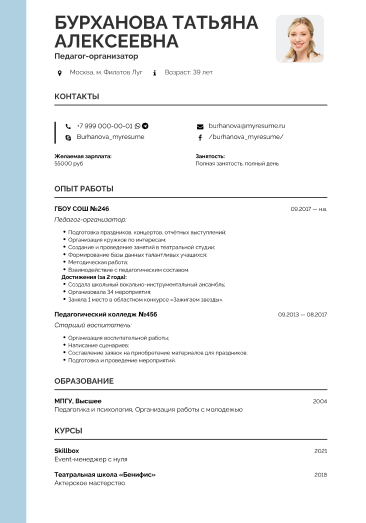 БУРХАНОВА ТАТЬЯНА
АЛЕКСЕЕВНА
Педагог-организатор
Москва, м. Филатов Луг Возраст: 39 лет
КОНТАКТЫ
+7 999 000-00-01 burhanova@myresume.ru
Burhanova_myresume /burhanova_myresume/
Желаемая зарплата: Занятость:
55000 руб Полная занятость, полный день
ОПЫТ РАБОТЫ
ГБОУ СОШ №246 09.2017 — н.в.
Педагог-организатор:
Подготовка праздников, концертов, отчётных выступлений;
Организация кружков по интересам;
Создание и проведение занятий в театральной студии;
Формирование базы данных талантливых учащихся;
Методическая работа;
Взаимодействие с педагогическим составом.
Достижения (за 2 года):
Создала школьный вокально-инструментальный ансамбль;
Организовала 34 мероприятия;
Заняла 1 место в областном конкурсе «Зажигаем звезды».
Педагогический колледж №456 09.2013 — 08.2017
Старший воспитатель:
Организация воспитательной работы;
Написание сценариев;
Составление заявок на приобретение материалов для праздников;
Подготовка и проведение мероприятий.
ОБРАЗОВАНИЕ
МПГУ, Высшее 2004
Педагогика и психология, Организация работы с молодежью
КУРСЫ
Skillbox 2021
Event-менеджер с нуля
Театральная школа «Бенифис» 2018
Актерское мастерство